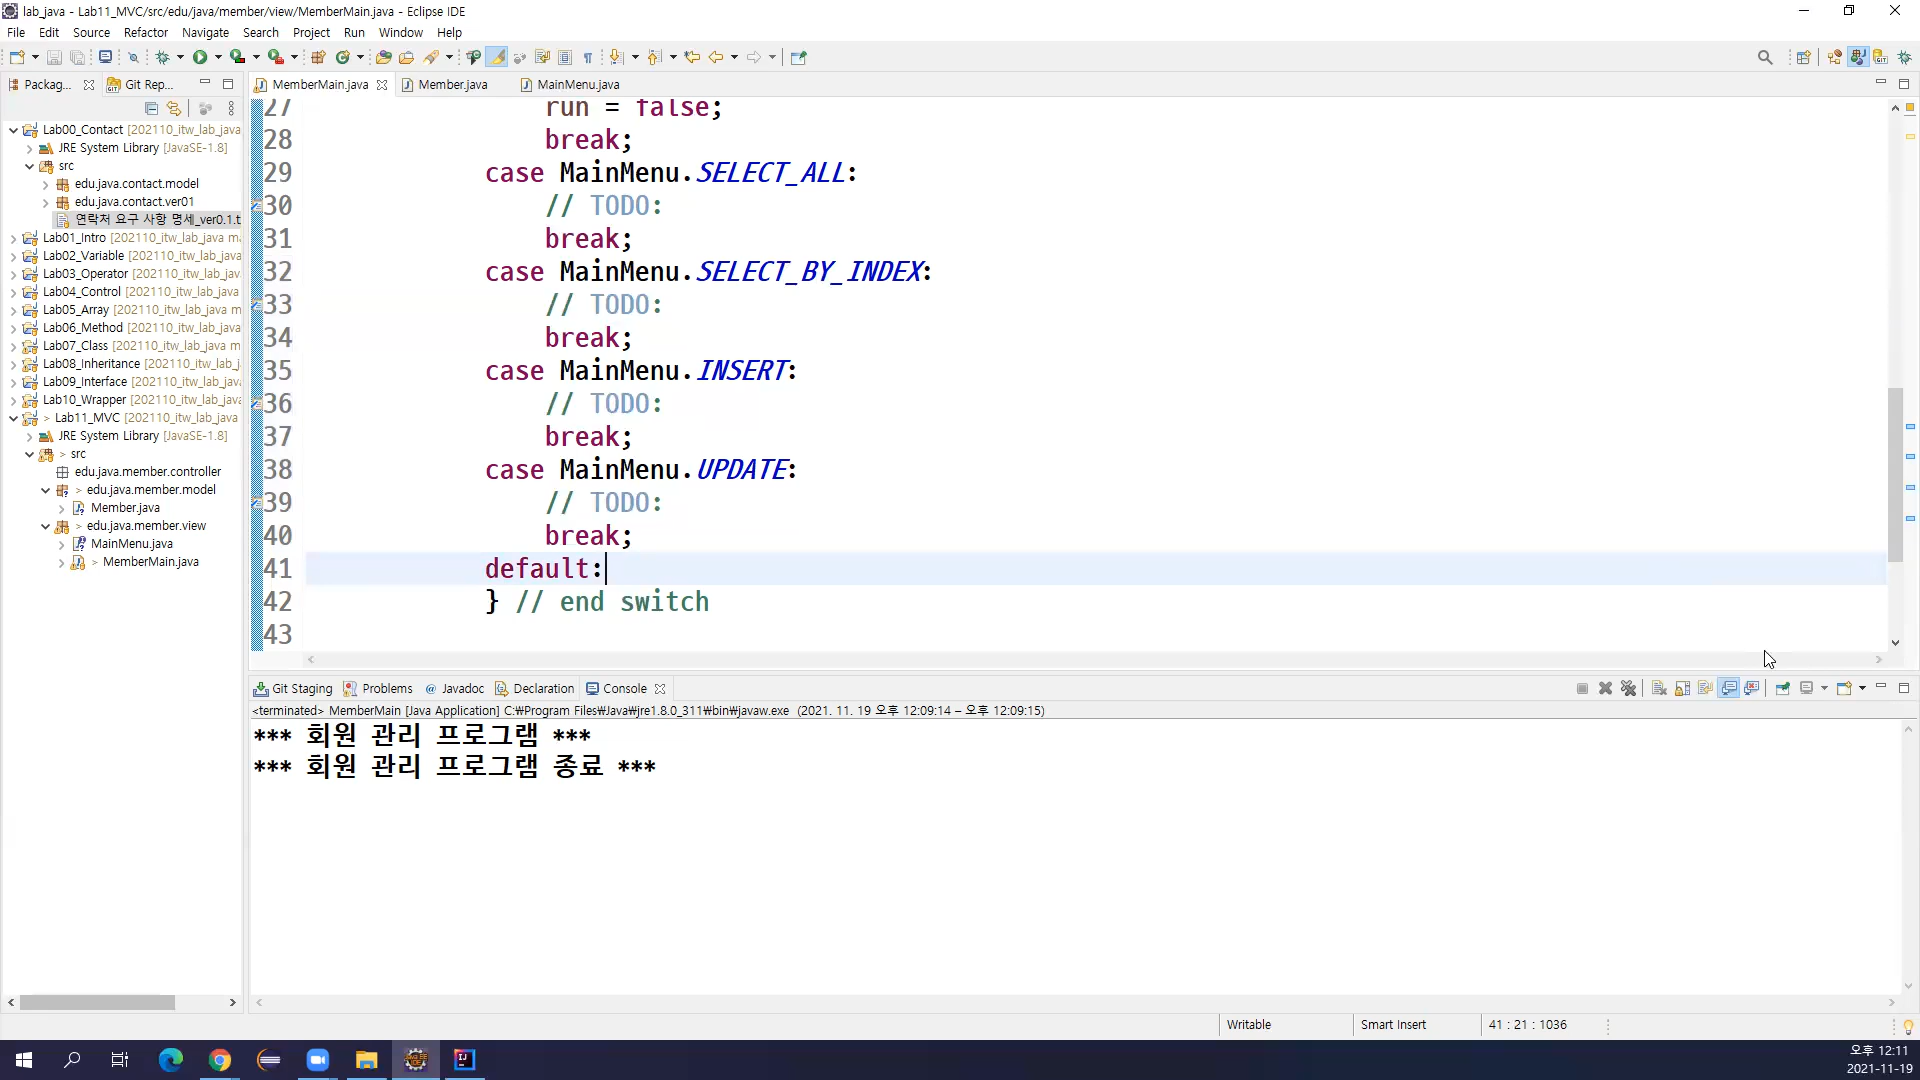 lab_java - Lab11_MVC/src/edu/java/member/view/MemberMain.java - Eclipse IDE
File Edit Source Refactor Navigate Search Project Run Window Help
Packag... Git Rep...
MemberMain.java Member.java MainMenu.java
Lab00_Contact [202110_itw_lab_java
JRE System Library [JavaSE-1.8]
src
edu.java.contact.model
edu.java.contact.ver01
연락처 요구 사항 명세_ver0.1.t
Lab01_Intro [202110_itw_lab_java ma
Lab02_Variable [202110_itw_lab_java
Lab03_Operator [202110_itw_lab_jav
Lab04_Control [202110_itw_lab_java
Lab05_Array [202110_itw_lab_java m
Lab06_Method [202110_itw_lab_java
Lab07_Class [202110_itw_lab_java m
Lab08_Inheritance [202110_itw_lab_j
Lab09_Interface [202110_itw_lab_java
Lab10_Wrapper [202110_itw_lab_java
> Lab11_MVC [202110_itw_lab_java
JRE System Library [JavaSE-1.8]
> src
edu.java.member.controller
> edu.java.member.model
Member.java
> edu.java.member.view
MainMenu.java
> MemberMain.java
27 run = false;
28 break;
29 case MainMenu.SELECT_ALL:
30 // TODO:
31 break;
32 case MainMenu.SELECT_BY_INDEX:
33 // TODO:
34 break;
35 case MainMenu.INSERT:
36 // TODO:
37 break;
38 case MainMenu.UPDATE:
39 // TODO:
40 break;
41 default:
42 } // end switch
43
Git Staging Problems @ Javadoc Declaration Console
<terminated> MemberMain [Java Application] C:₩Program Files₩Java₩jre1.8.0_311₩bin₩javaw.exe (2021. 11. 19 오후 12:09:14 – 오후 12:09:15)
*** 회원 관리 프로그램 ***
*** 회원 관리 프로그램 종료 ***
Writable Smart Insert 41 : 21 : 1036
오후 12:11
2021-11-19